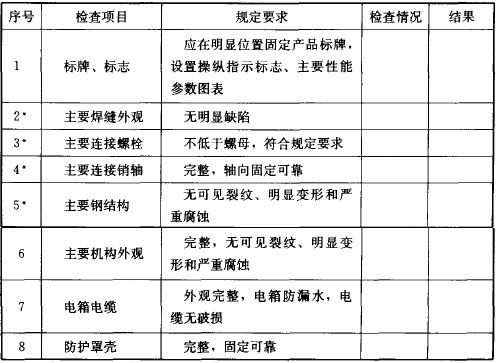 序号 检查项目 规定要求 检查情况 结果
应在明显位置固定产品标牌,
1 标牌、标志 设置操纵指示标志、主要性能
参数图表
2* 主要焊缝外观 无明显缺陷
3* 主要连接螺栓 不低于螺母,符合规定要求
4* 主要连接销轴 完整,轴向固定可靠
5* 主要钢结构 无可见裂纹、明显变形和严
重腐蚀
6 主要机构外观 完整,无可见裂纹、明显变
形和严重腐蚀
7 电箱电缆 外观完整,电箱防漏水,电
缆无破损
8 防护罩壳 完整,固定可靠